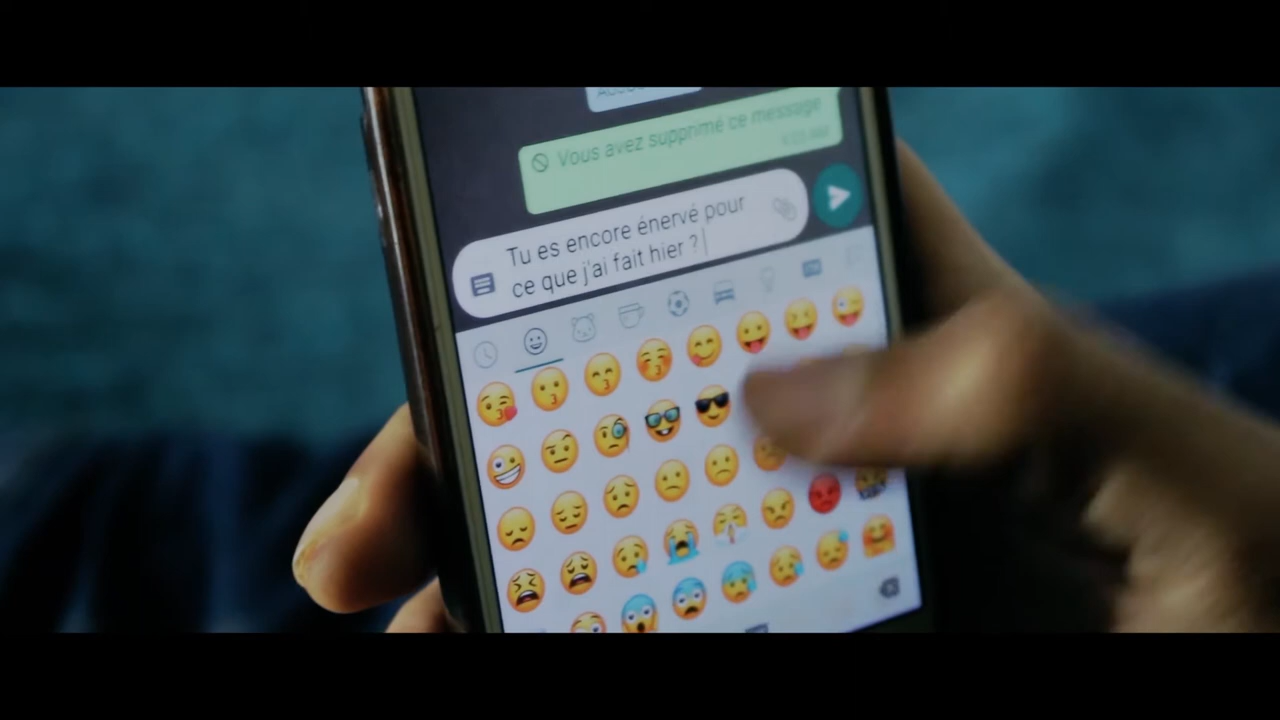 Vous avez supprimé ce message
Tu es encore énervé pour
ce que j'ai fait hier ?